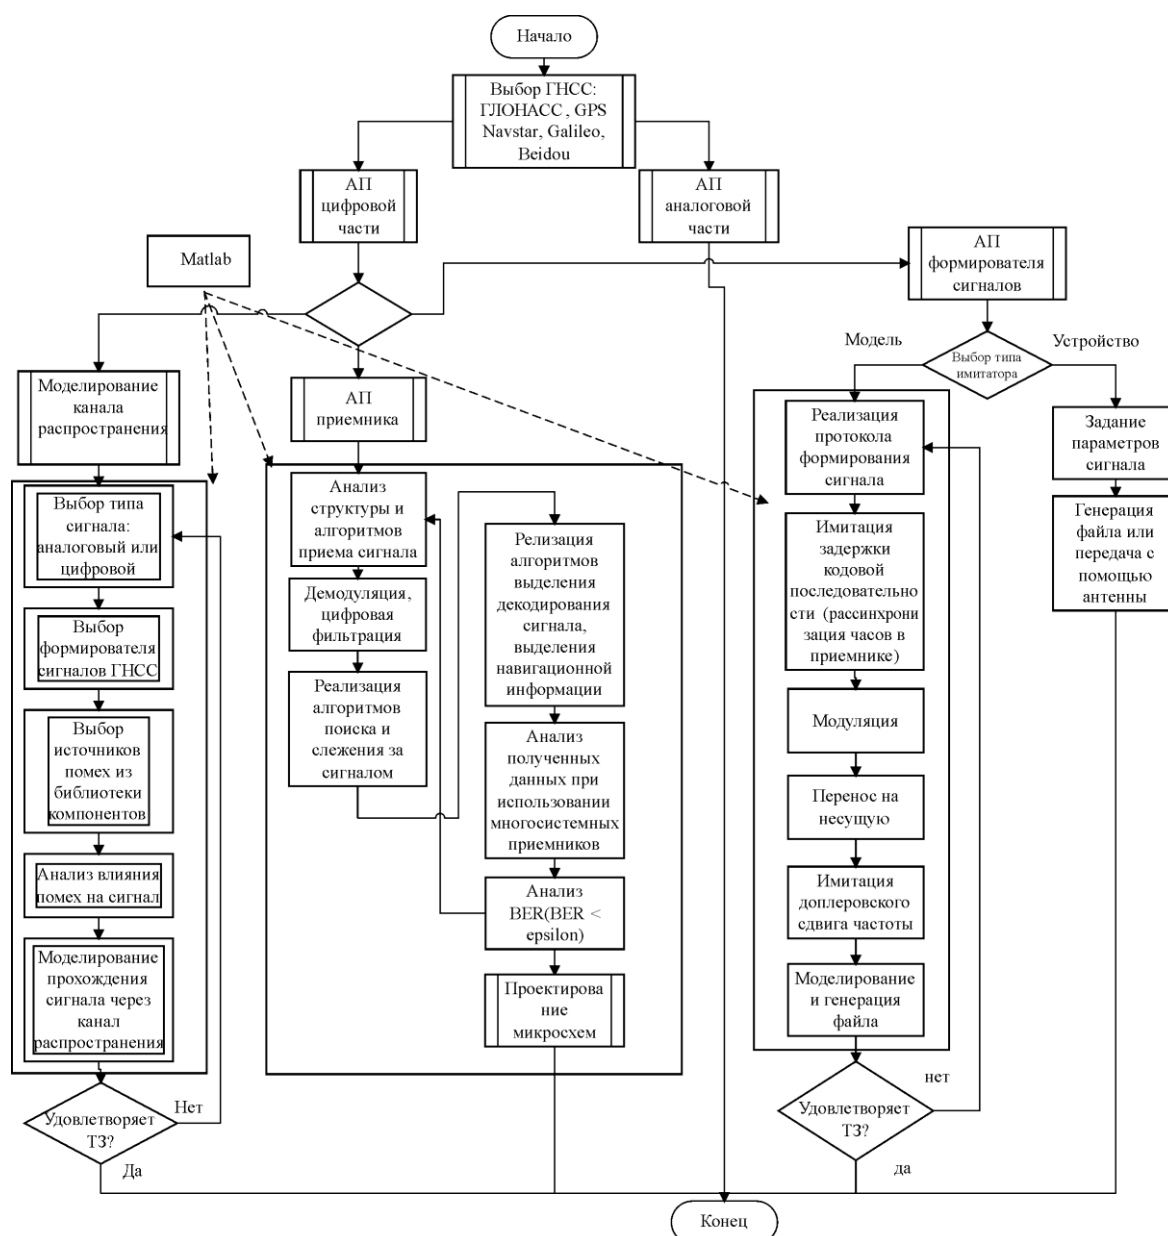 Начало
Выбор ГНСС:
ГЛОНАСС , GPS
Navstar, Galileo,
Beidou
АП
цифровой
части
АП
аналоговой
части
Matlab
АП
формирователя
сигналов
Модель
Устройство
Выбор типа
имитатора
Моделирование
канала
распространения
АП
приемника
Реализация
протокола
формирования
сигнала
Задание
параметров
сигнала
Выбор типа
сигнала:
аналоговый или
цифровой
Анализ
структуры и
алгоритмов
приема сигнала
Релизация
алгоритмов
выделения
декодирования
сигнала,
выделения
навигационной
информации
Имитация
задержки
кодовой
последовательно
сти (рассинхрони
зация часов в
приемнике)
Генерация
файла или
передача с
помощью
антенны
Демодуляция,
цифровая
фильтрация
Выбор
формирователя
сигналов ГНСС
Реализация
алгоритмов
поиска и
слежения за
сигналом
Модуляция
Выбор
источников
помех из
библиотеки
компонентов
Анализ
полученных
данных при
использовании
многосистемных
приемников
Перенос на
несущую
Анализ влияния
помех на сигнал
Анализ
BER(BER <
epsilon)
Имитация
доплеровского
сдвига частоты
Моделирование
прохождения
сигнала через
канал
распространения
Проектирова
ние
микросхем
Моделирование
и генерация
файла
Удовлетворяет
ТЗ?
Нет
Да
Удовлетворяет
ТЗ?
нет
да
Конец